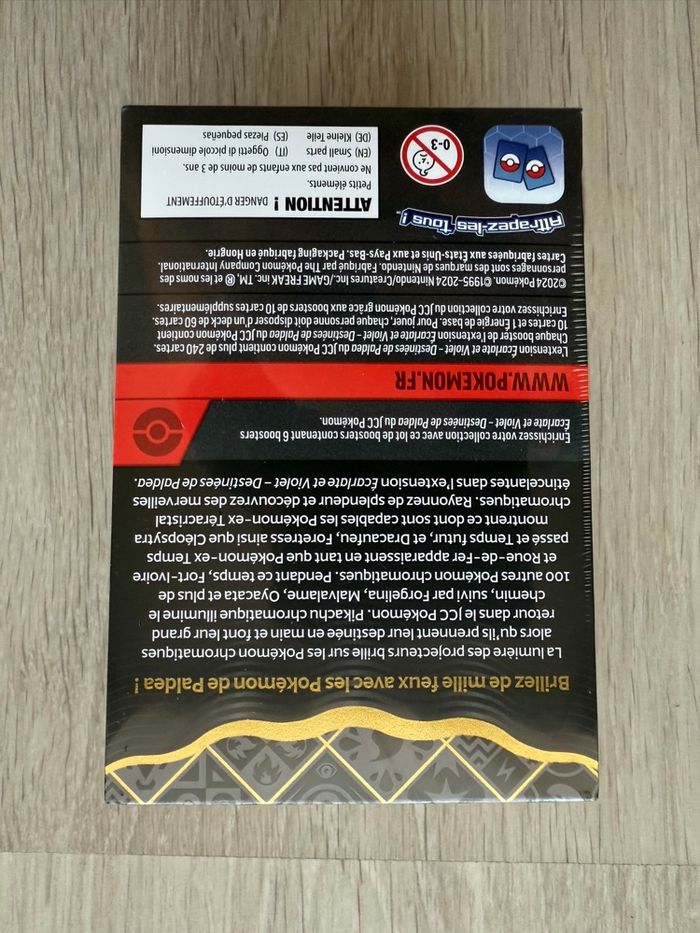 Brillez de mille feux avec les Pokémon de Paldea !
La lumière des projecteurs brille sur les Pokémon chromatiques
alors qu'ils prennent leur destinée en main et font leur grand
retour dans le JCC Pokémon. Pikachu chromatique illumine le
chemin, suivi par Forgelina, Malvalame, Oyacata et plus de
100 autres Pokémon chromatiques. Pendant ce temps, Fort-Ivoire
et Roue-de-Fer apparaissent en tant que Pokémon-ex Temps
passé et Temps futur, et Dracaufeu, Foretress ainsi que Cléopsytra
montrent ce dont sont capables les Pokémon-ex Téracristal
chromatiques. Rayonnez de splendeur et découvrez des merveilles
étincelantes dans l'extension Écarlate et Violet – Destinées de Paldea.
Enrichissez votre collection avec ce lot de boosters contenant 6 boosters
Écarlate et Violet – Destinées de Paldea du JCC Pokémon.
WWW.POKEMON.FR
L'extension Écarlate et Violet – Destinées de Paldea du JCC Pokémon contient plus de 240 cartes.
Chaque booster de l'extension Écarlate et Violet – Destinées de Paldea du JCC Pokémon contient
10 cartes et 1 Énergie de base. Pour jouer, chaque personne doit disposer d'un deck de 60 cartes.
Enrichissez votre collection du JCC Pokémon grâce aux boosters de 10 cartes supplémentaires.
©2024 Pokémon. ©1995–2024 Nintendo/Creatures Inc./GAME FREAK inc. TM, ® et les noms des
personnages sont des marques de Nintendo. Fabriqué par The Pokémon Company International.
Cartes fabriquées aux États-Unis et aux Pays-Bas. Packaging fabriqué en Hongrie.
Attrapez-les Tous !™
0-3
ATTENTION ! DANGER D'ÉTOUFFEMENT
Petits éléments.
Ne convient pas aux enfants de moins de 3 ans.
(EN) Small parts (IT) Oggetti di piccole dimensioni
(DE) Kleine Teile (ES) Piezas pequeñas